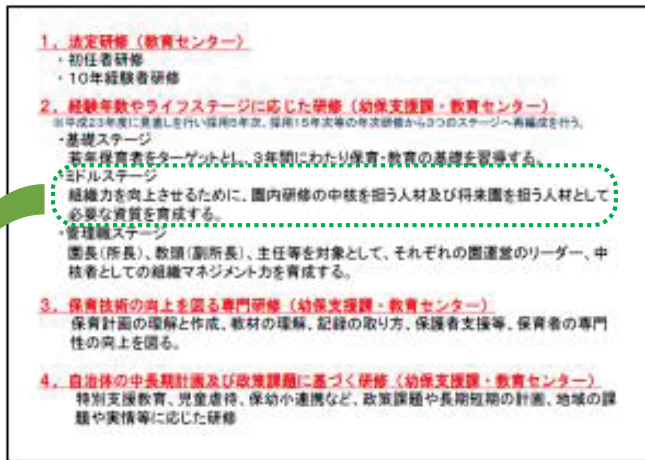 1．法定研修（教育センター）
・初任者研修
・10年経験者研修
2．経験年数やライフステージに応じた研修（幼保支援課・教育センター）
※平成23年度に見直しを行い採用5年次、採用15年次等の年次研修から3つのステージへ再編成を行う。
・基礎ステージ
若年保育者をターゲットとし、3年間にわたり保育・教育の基礎を習得する。
・ミドルステージ
組織力を向上させるために、園内研修の中核を担う人材及び将来園を担う人材として
必要な資質を育成する。
・管理職ステージ
園長（所長）、教頭（副所長）、主任等を対象として、それぞれの園運営のリーダー、中
核者としての組織マネジメント力を育成する。
3．保育技術の向上を図る専門研修（幼保支援課・教育センター）
保育計画の理解と作成、教材の理解、記録の取り方、保護者支援等、保育者の専門
性の向上を図る。
4．自治体の中長期計画及び政策課題に基づく研修（幼保支援課・教育センター）
特別支援教育、児童虐待、保幼小連携など、政策課題や長期短期の計画、地域の課
題や実情等に応じた研修